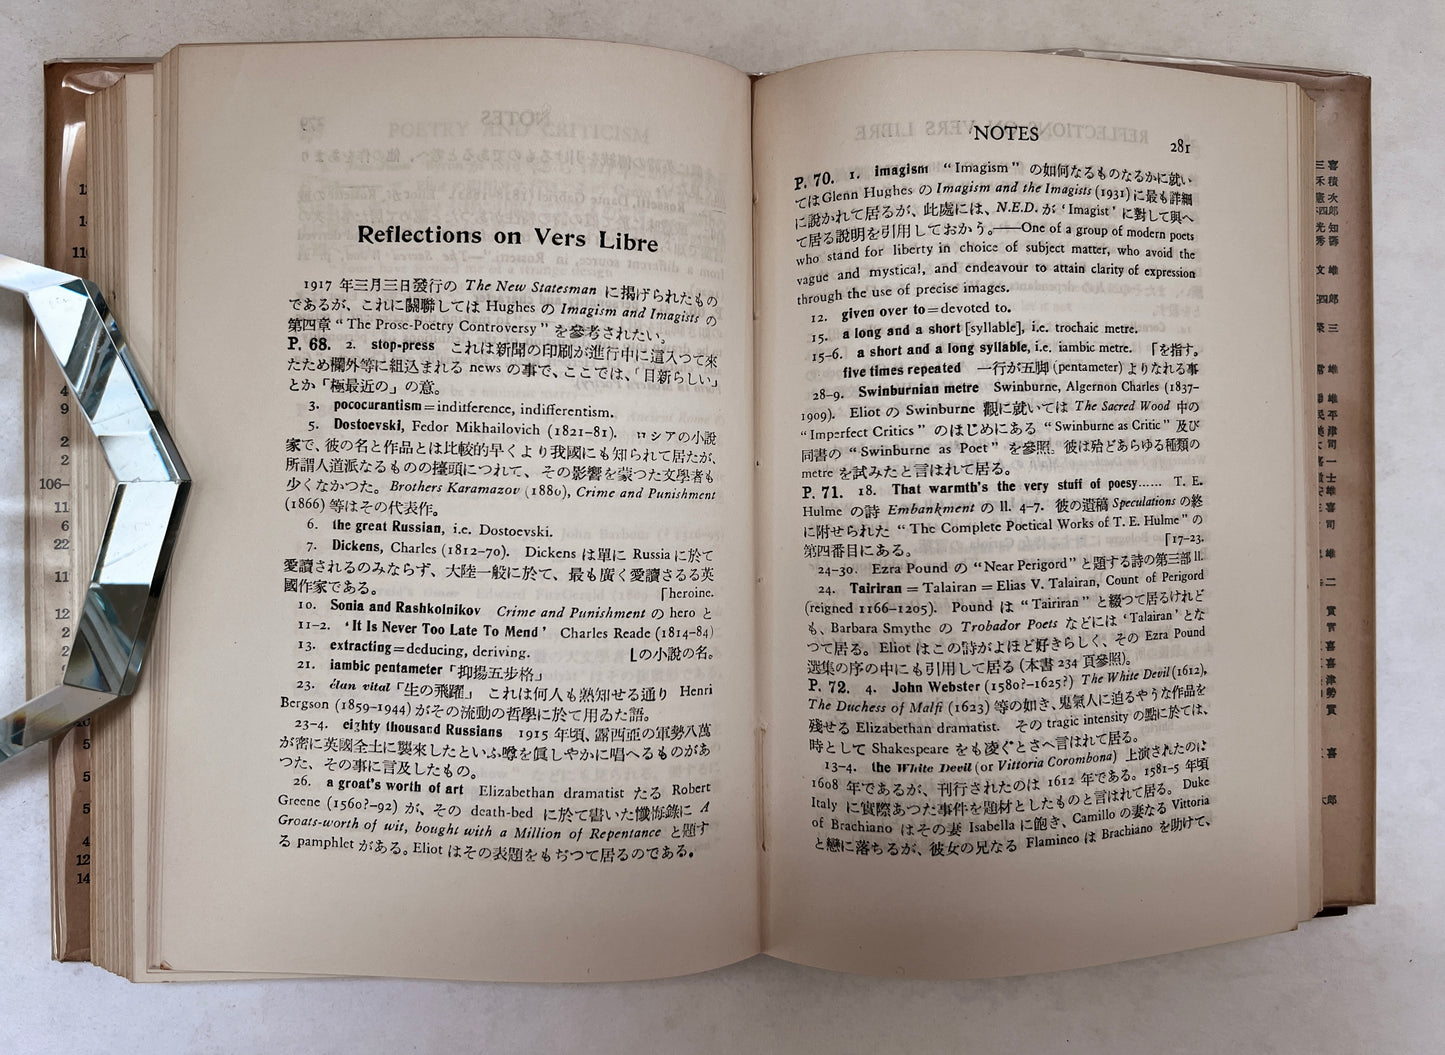 Reflections on Vers Libre
1917 年三月三日發行の The New Statesman に揭げられたもの
であるが、これに關聯しては Hughes の Imagism and Imagists の
第四章 “The Prose-Poetry Controversy” を參考されたい。
P. 68. 2. stop-press これは新聞の印刷が進行中に這入つて來
たため欄外等に組込まれる news の事で、ここでは、「目新らしい」
とか「極最近の」の意。
3. pococurantism=indifference, indifferentism.
5. Dostoevski, Fedor Mikhailovich (1821-81). ロシアの小說
家で、彼の名と作品とは比較的早くより我國にも知られて居たが、
所謂人道派なるものの擡頭につれて、その影響を蒙つた文學者も
少くなかつた。Brothers Karamazov (1880), Crime and Punishment
(1866) 等はその代表作。
6. the great Russian, i.e. Dostoevski.
7. Dickens, Charles (1812-70). Dickens は單に Russia に於て
愛讀されるのみならず、大陸一般に於て、最も廣く愛讀さるる英
國作家である。 「heroine.
10. Sonia and Rashkolnikov Crime and Punishment の hero と
11-2. ‘It Is Never Too Late To Mend’ Charles Reade (1814-84)
13. extracting=deducing, deriving. Lの小說の名。
21. iambic pentameter「抑揚五步格」
23. élan vital「生の飛躍」 これは何人も熟知せる通り Henri
Bergson (1859-1944) がその流動の哲學に於て用ゐた語。
23-4. eighty thousand Russians 1915 年頃、露西亞の軍勢八萬
が密に英國全土に襲來したといふ噂を眞しやかに唱へるものがあ
つた、その事に言及したもの。
26. a groat's worth of art Elizabethan dramatist たる Robert
Greene (1560?-92) が、その death-bed に於て書いた懺悔錄に A
Groats-worth of wit, bought with a Million of Repentance と題す
る pamphlet がある。Eliot はその表題をもぢつて居るのである。
NOTES
281
P. 70. 1. imagism “Imagism” の如何なるものなるかに就い
てはGlenn Hughes の Imagism and the Imagists (1931) に最も詳細
に說かれて居るが、此處には、N.E.D. が ‘Imagist’ に對して與へ
て居る說明を引用しておかう。——One of a group of modern poets
who stand for liberty in choice of subject matter, who avoid the
vague and mystical, and endeavour to attain clarity of expression
through the use of precise images.
12. given over to=devoted to.
15. a long and a short [syllable], i.e. trochaic metre.
15-6. a short and a long syllable, i.e. iambic metre. 「を指す。
five times repeated 一行が五脚 (pentameter) よりなれる事
28-9. Swinburnian metre Swinburne, Algernon Charles (1837-
1909). Eliot の Swinburne 觀に就いては The Sacred Wood 中の
“Imperfect Critics” のはじめにある “Swinburne as Critic” 及び
同書の “Swinburne as Poet” を參照。彼は殆どあらゆる種類の
metre を試みたと言はれて居る。
P. 71. 18. That warmth's the very stuff of poesy...... T. E.
Hulme の詩 Embankment の ll. 4-7. 彼の遺稿 Speculations の終
に附せられた “The Complete Poetical Works of T. E. Hulme” の
第四番目にある。 「17-23.
24-30. Ezra Pound の “Near Perigord” と題する詩の第三部 ll.
24. Tairiran = Talairan = Elias V. Talairan, Count of Perigord
(reigned 1166-1205). Pound は “Tairiran” と綴つて居るけれど
も、Barbara Smythe の Trobador Poets などには ‘Talairan’ とな
つて居る。Eliot はこの詩がよほど好きらしく、その Ezra Pound
選集の序の中にも引用して居る (本書 234 頁參照)。
P. 72. 4. John Webster (1580?-1625?) The White Devil (1612),
The Duchess of Malfi (1623) 等の如き、鬼氣人に迫るやうな作品を
殘せる Elizabethan dramatist. その tragic intensity の點に於ては、
時として Shakespeare をも凌ぐとさへ言はれて居る。
13-4. the White Devil (or Vittoria Corombona) 上演されたのは
1608 年であるが、刊行されたのは 1612 年である。1581-5 年頃
Italy に實際あつた事件を題材としたものと言はれて居る。Duke
of Brachiano はその妻 Isabella に飽き、Camillo の妻なる Vittoria
と戀に落ちるが、彼女の兄なる Flamineo は Brachiano を助けて、